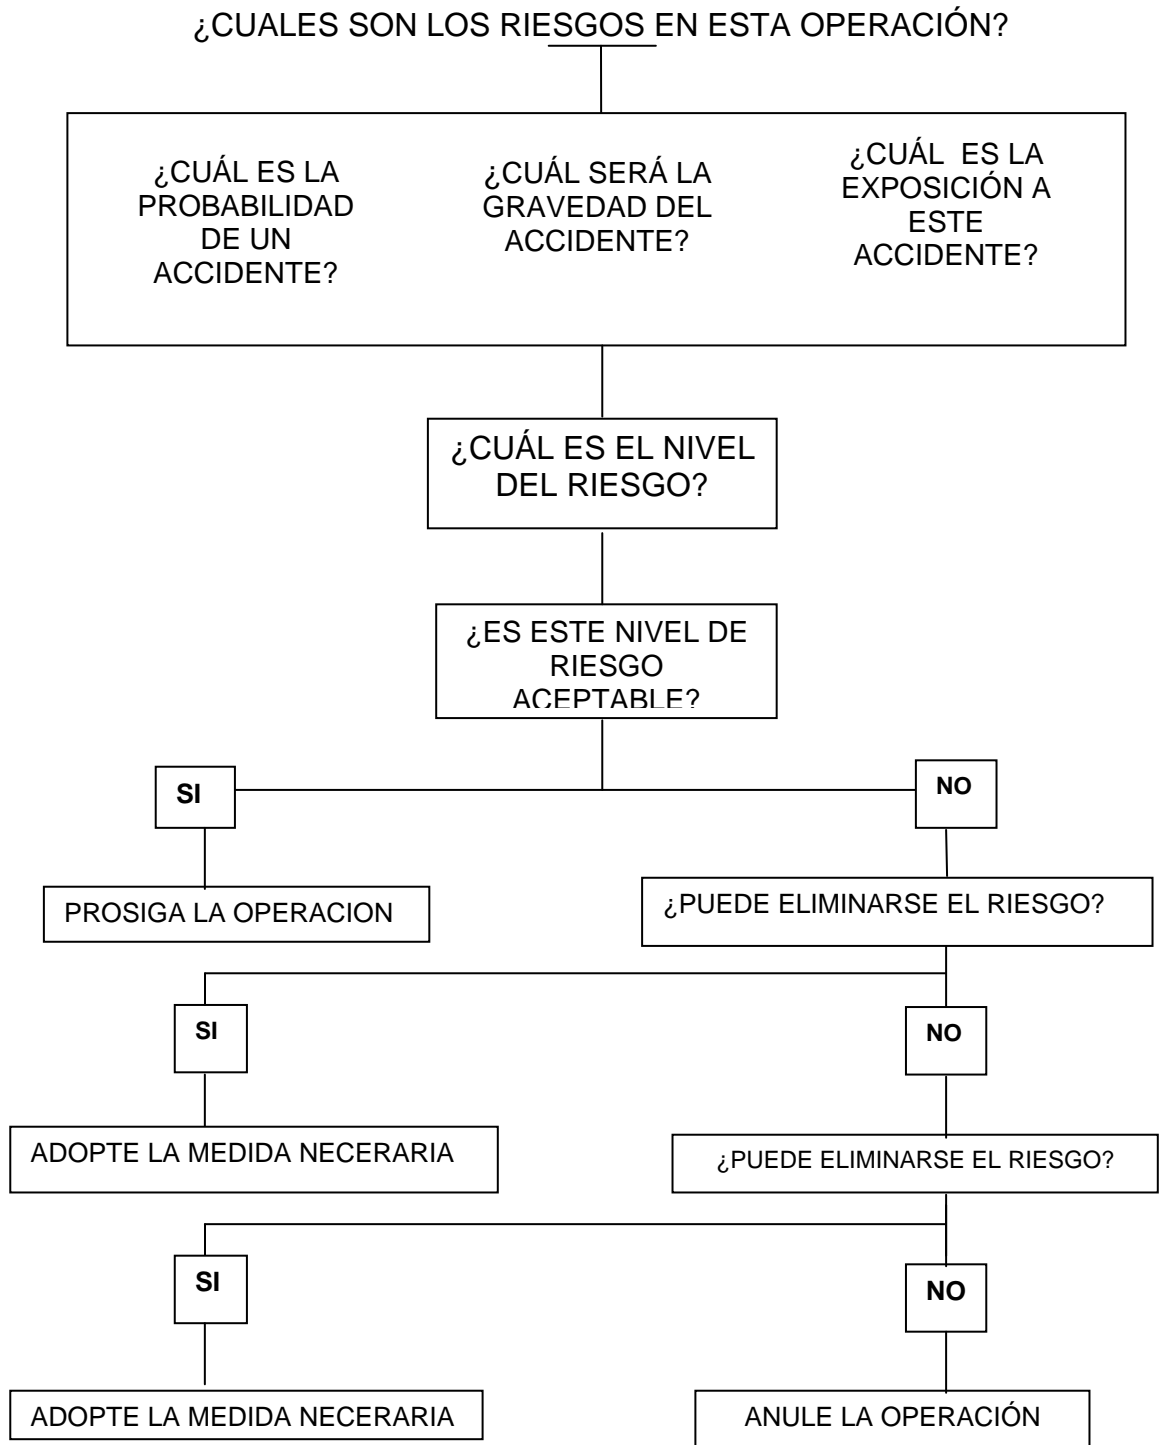 ¿CUALES SON LOS RIESGOS EN ESTA OPERACIÓN?
¿CUÁL ES LA
PROBABILIDAD
DE UN
ACCIDENTE?
¿CUÁL SERÁ LA
GRAVEDAD DEL
ACCIDENTE?
¿CUÁL ES LA
EXPOSICIÓN A
ESTE
ACCIDENTE?
¿CUÁL ES EL NIVEL
DEL RIESGO?
¿ES ESTE NIVEL DE
RIESGO
ACEPTABLE?
SI
NO
PROSIGA LA OPERACION
¿PUEDE ELIMINARSE EL RIESGO?
SI
NO
ADOPTE LA MEDIDA NECERARIA
¿PUEDE ELIMINARSE EL RIESGO?
SI
NO
ADOPTE LA MEDIDA NECERARIA
ANULE LA OPERACIÓN